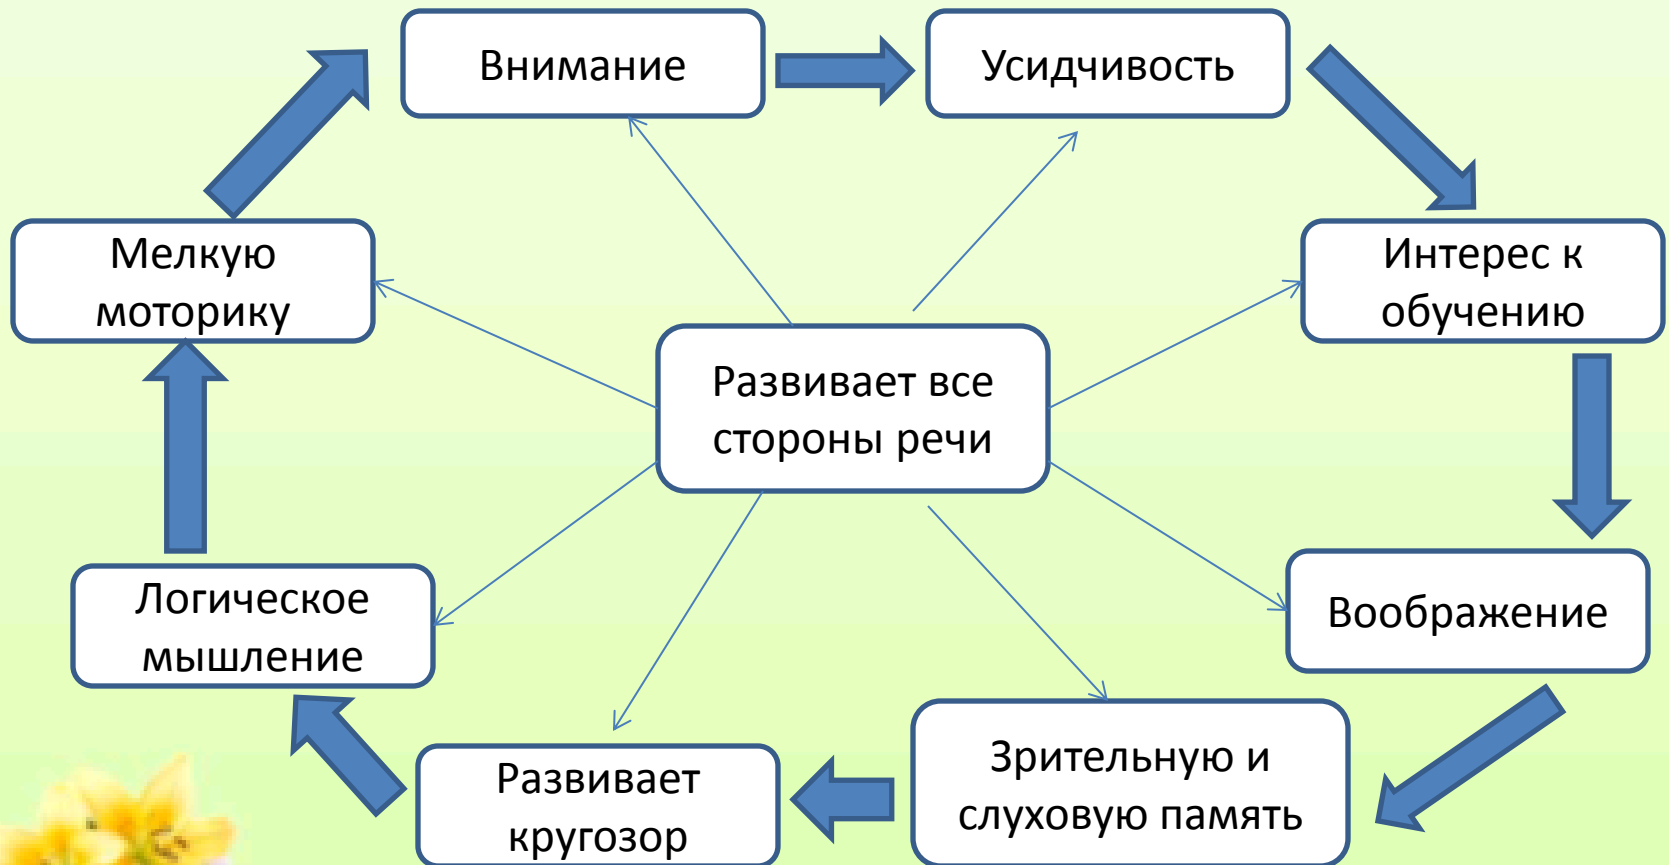 Внимание
Усидчивость
Мелкую
моторику
Интерес к
обучению
Развивает все
стороны речи
Логическое
мышление
Воображение
Развивает
кругозор
Зрительную и
слуховую память